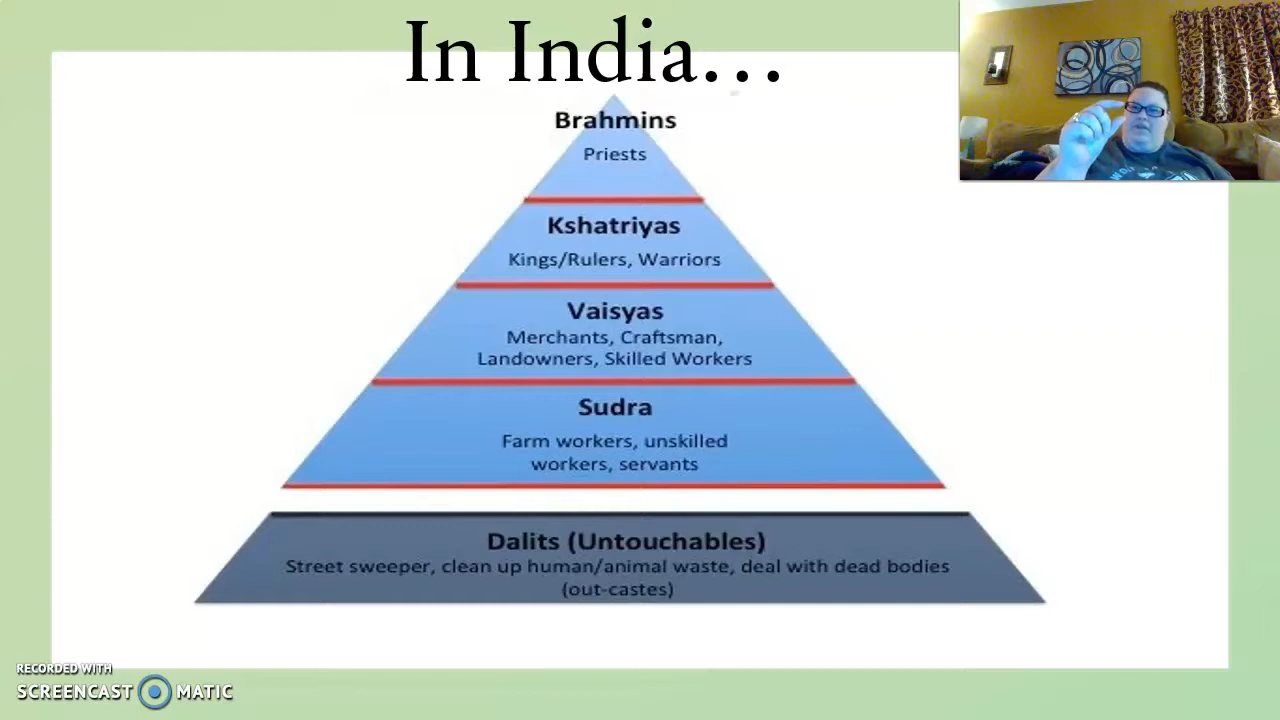 In India...
Brahmins
Priests
Kshatriyas
Kings/Rulers, Warriors
Vaisyas
Merchants, Craftsman,
Landowners, Skilled Workers
Sudra
Farm workers, unskilled
workers, servants
Dalits (Untouchables)
Street sweeper, clean up human/animal waste, deal with dead bodies
(out-castes)
RECORDED WITH
SCREENCAST MATIC